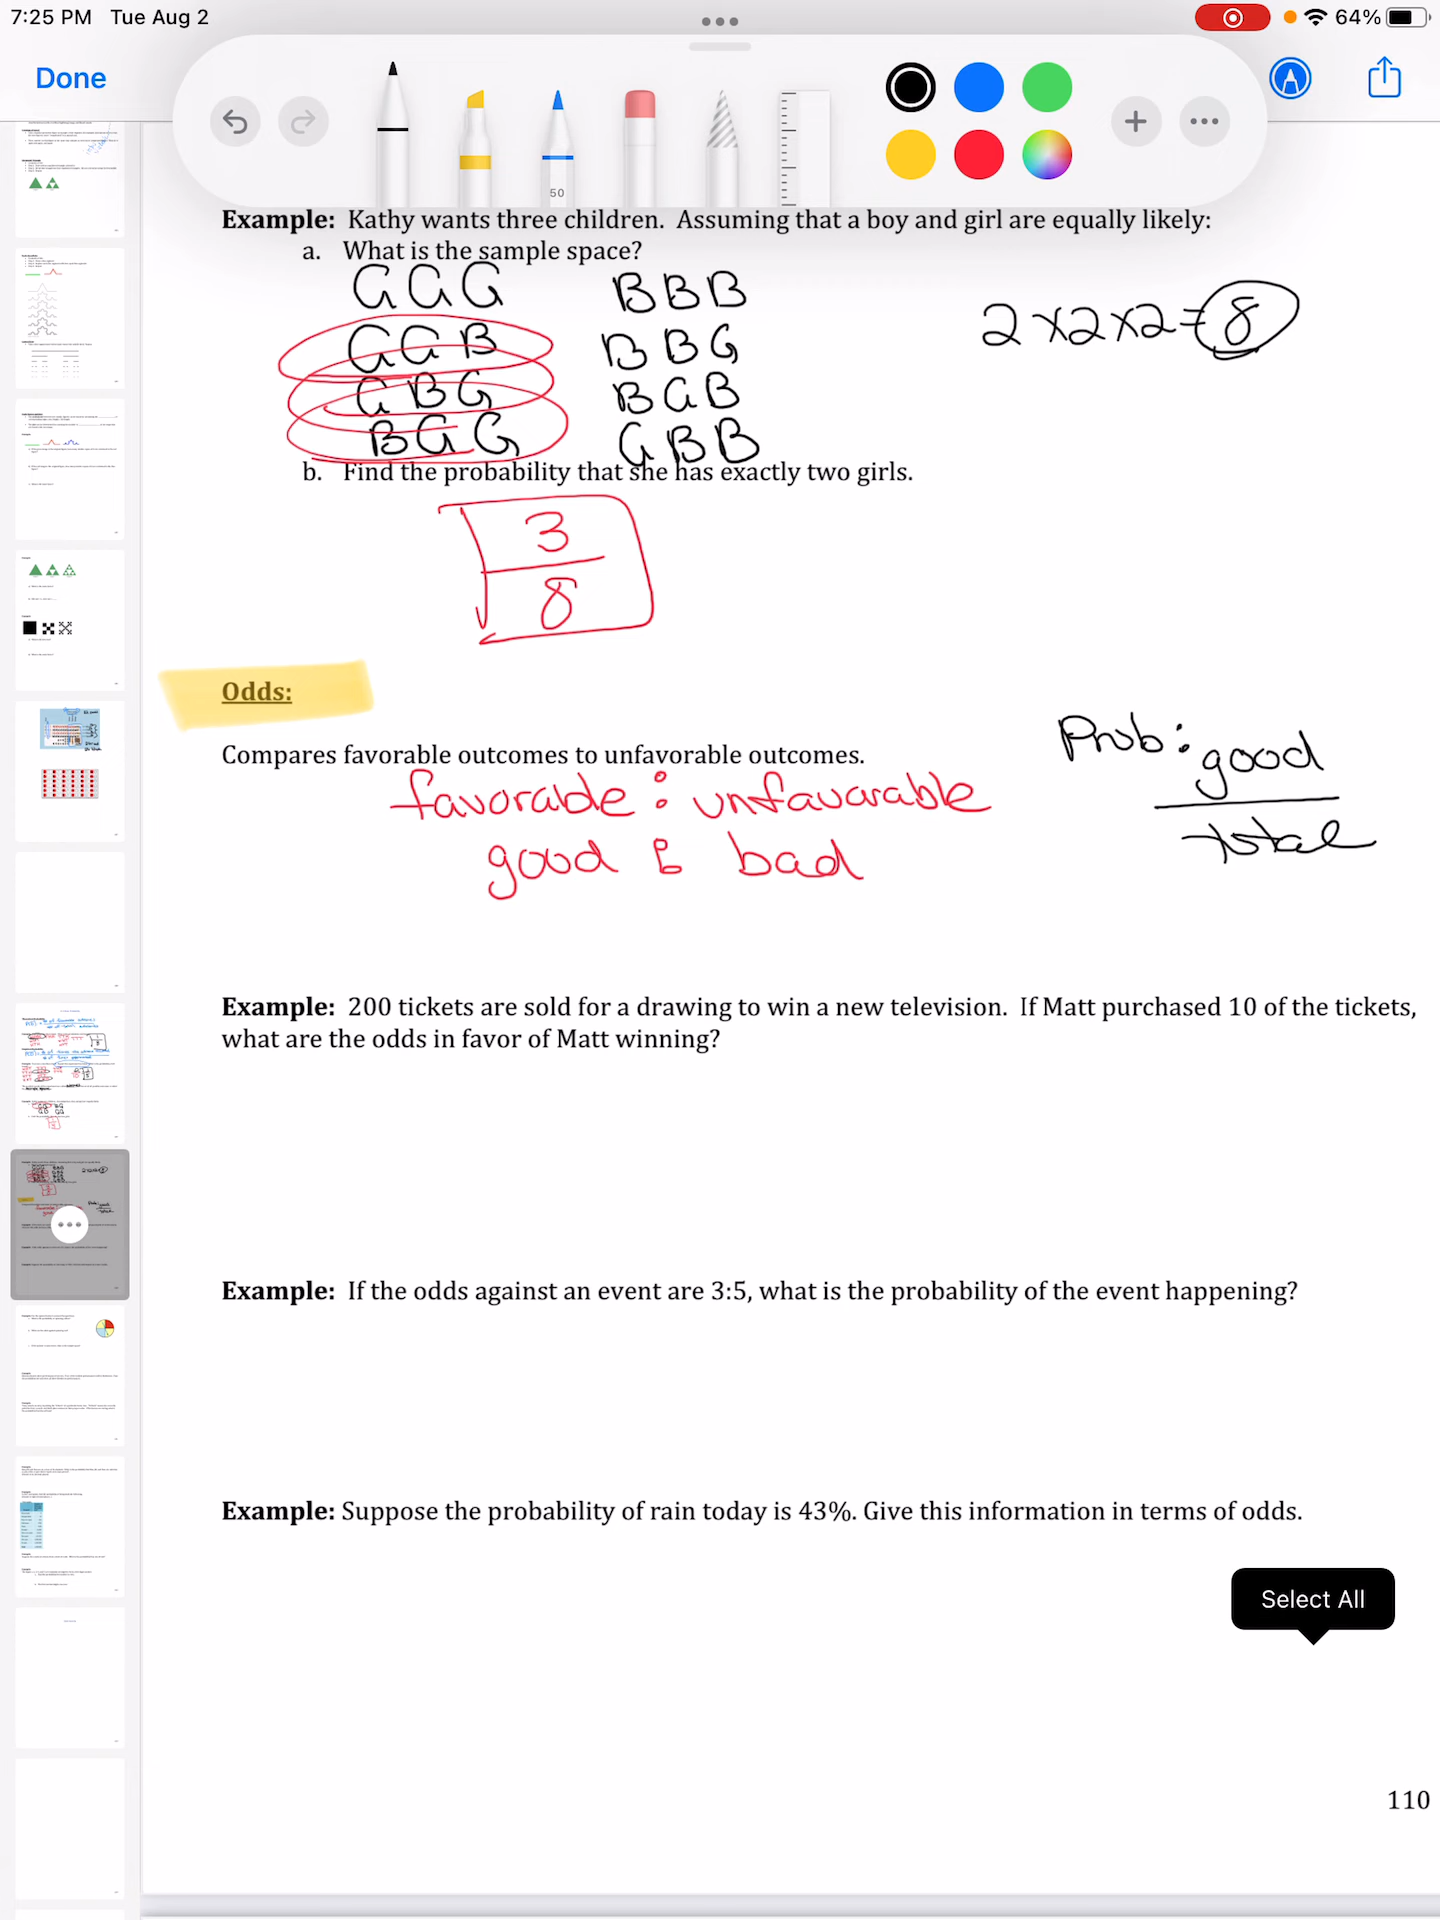 7:25 PM Tue Aug 2
64%
Done
50
Example: Kathy wants three children. Assuming that a boy and girl are equally likely:
a. What is the sample space?
GGG BBB
GGB BBG
GBG BGB
BGG GBB
2x2x2=8
b. Find the probability that she has exactly two girls.
3
8
Odds:
Compares favorable outcomes to unfavorable outcomes.
favorable : unfavorable
good : bad
Prob: good
total
Example: 200 tickets are sold for a drawing to win a new television. If Matt purchased 10 of the tickets,
what are the odds in favor of Matt winning?
Example: If the odds against an event are 3:5, what is the probability of the event happening?
Example: Suppose the probability of rain today is 43%. Give this information in terms of odds.
Select All
110